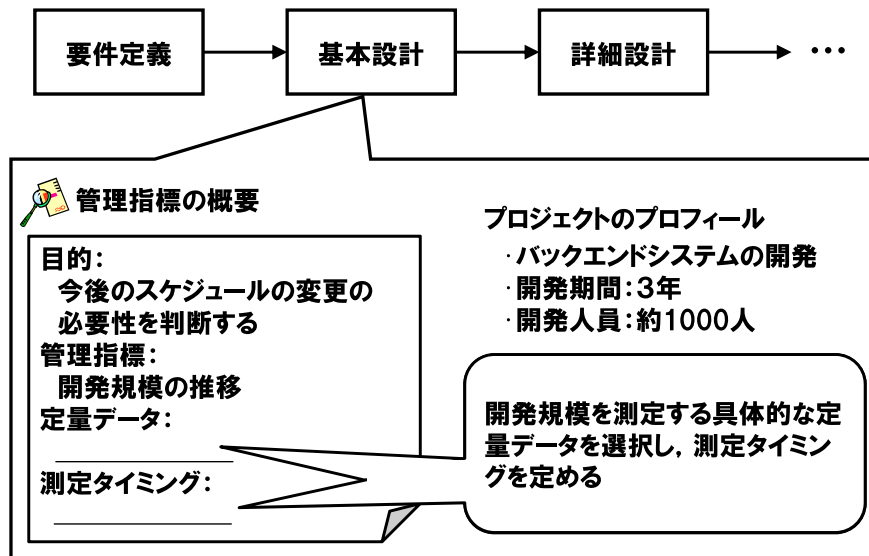 要件定義
基本設計
詳細設計
…
管理指標の概要
目的：
今後のスケジュールの変更の
必要性を判断する
管理指標：
開発規模の推移
定量データ：
測定タイミング：
プロジェクトのプロフィール
・バックエンドシステムの開発
・開発期間：３年
・開発人員：約1000人
開発規模を測定する具体的な定
量データを選択し，測定タイミン
グを定める